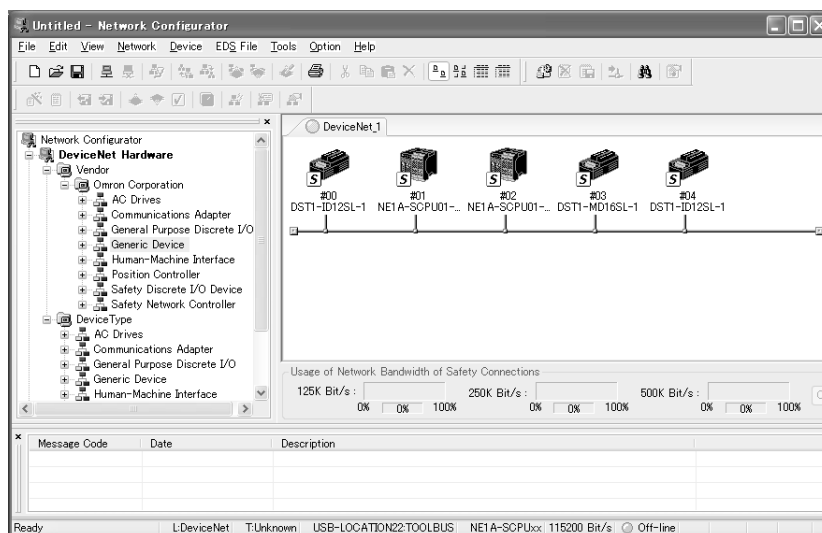 Untitled - Network Configurator
File Edit View Network Device EDS File Tools Option Help
Network Configurator
DeviceNet Hardware
Vendor
Omron Corporation
AC Drives
Communications Adapter
General Purpose Discrete I/O
Generic Device
Human-Machine Interface
Position Controller
Safety Discrete I/O Device
Safety Network Controller
DeviceType
AC Drives
Communications Adapter
General Purpose Discrete I/O
Generic Device
Human-Machine Interface
DeviceNet_1
S S S S S
#00 #01 #02 #03 #04
DST1-ID12SL-1 NE1A-SCPU01-... NE1A-SCPU01-... DST1-MD16SL-1 DST1-ID12SL-1
Usage of Network Bandwidth of Safety Connections
125K Bit/s : 250K Bit/s : 500K Bit/s :
0% 0% 100% 0% 0% 100% 0% 0% 100%
Message Code Date Description
Ready L:DeviceNet T:Unknown USB-LOCATION22:TOOLBUS NE1A-SCPUxx 115200 Bit/s Off-line